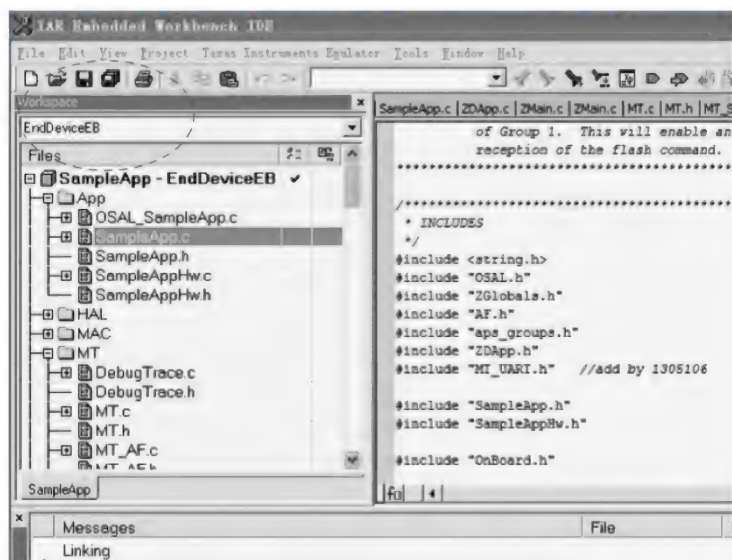 IAR Embedded Workbench IDE
File Edit View Project Texas Instruments Emulator Tools Window Help
Workspace
EndDeviceEB
Files
SampleApp - EndDeviceEB
App
OSAL_SampleApp.c
SampleApp.c
SampleApp.h
SampleAppHw.c
SampleAppHw.h
HAL
MAC
MT
DebugTrace.c
DebugTrace.h
MT.c
MT.h
MT_AF.c
MT_AF.h
SampleApp
SampleApp.c | ZDApp.c | ZMain.c | ZMain.c | MT.c | MT.h | MT_S
of Group 1. This will enable an
reception of the flash command.
***********************************************
/***********************************************
* INCLUDES
*/
#include <string.h>
#include "OSAL.h"
#include "ZGlobals.h"
#include "AF.h"
#include "aps_groups.h"
#include "ZDApp.h"
#include "MT_UART.h" //add by 1305106
#include "SampleApp.h"
#include "SampleAppHw.h"
#include "OnBoard.h"
fo
Messages File
Linking